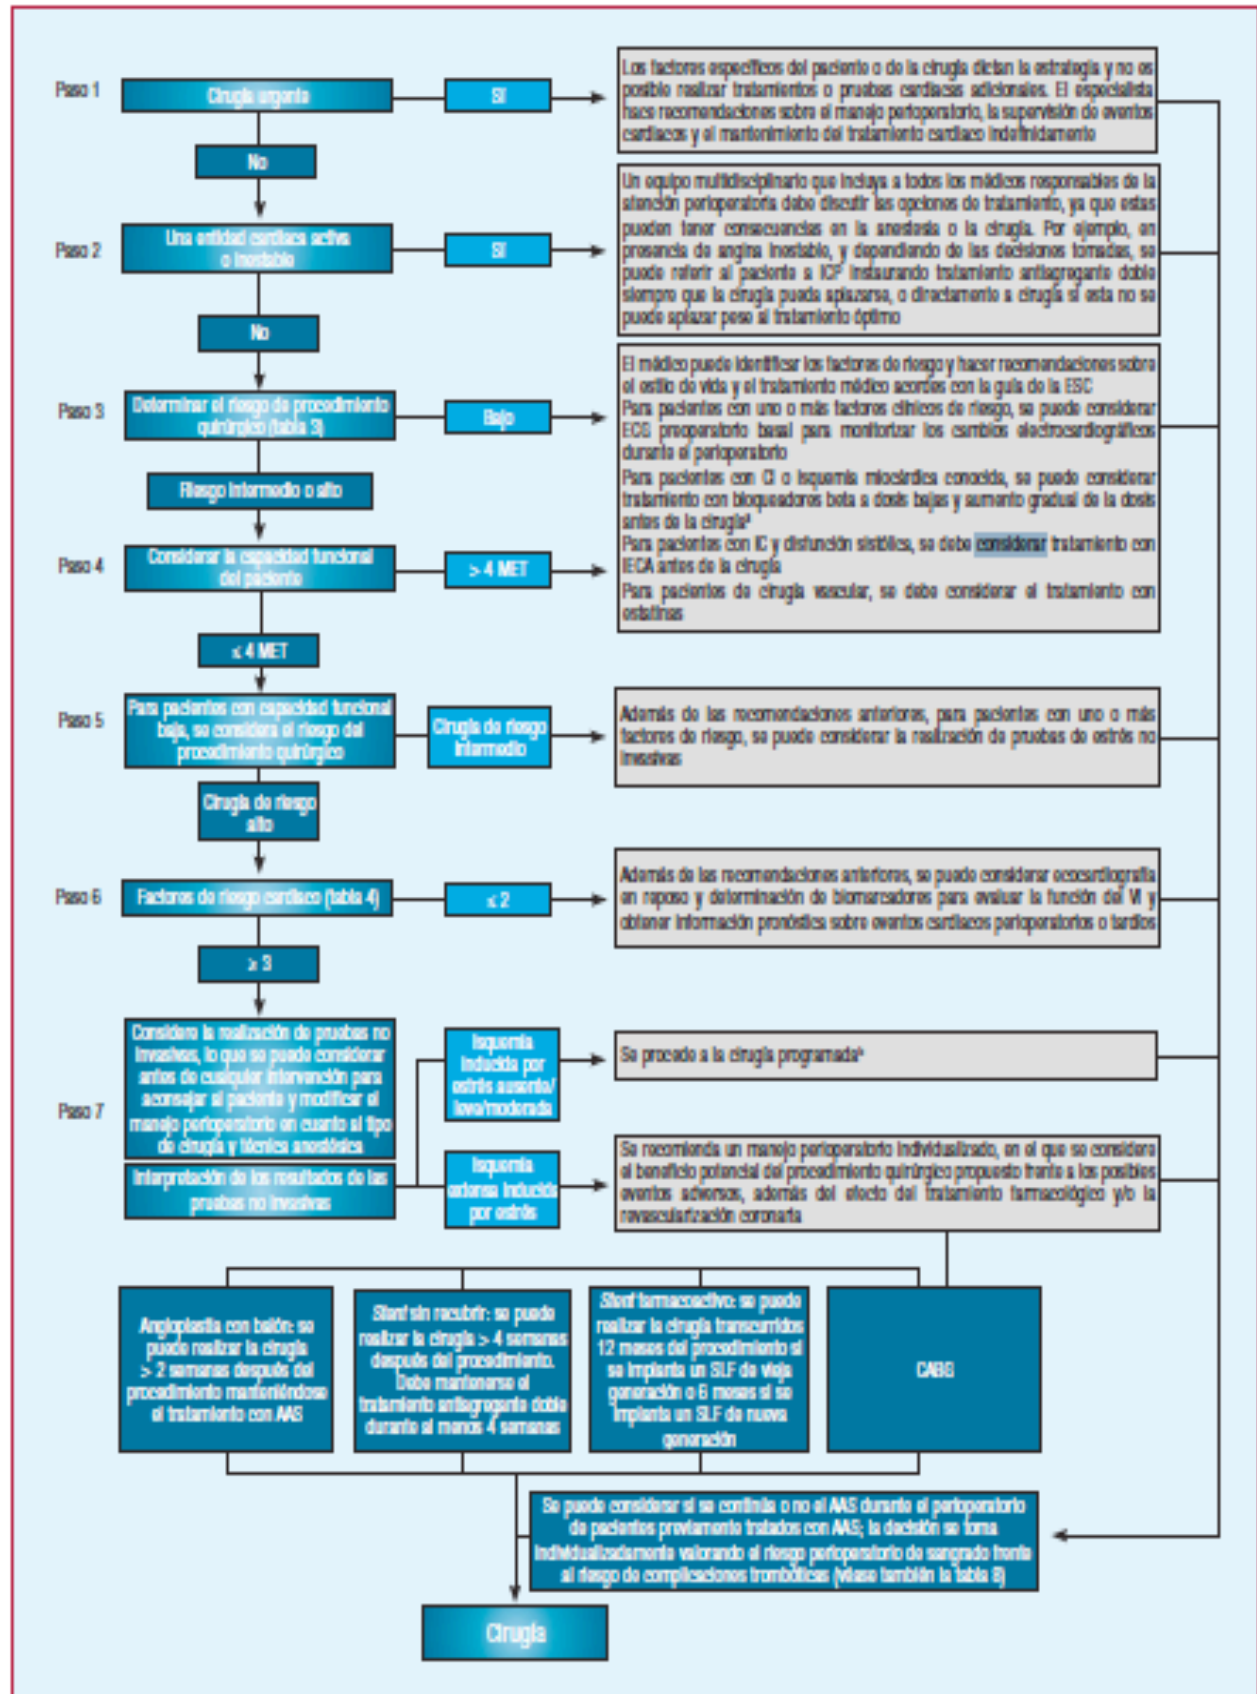 Paso 1
Cirugía urgente
Sí
Los factores específicos del paciente o de la cirugía dictan la estrategia y no es
posible realizar tratamientos o pruebas cardiacas adicionales. El especialista
hace recomendaciones sobre el manejo perioperatorio, la supervisión de eventos
cardiacos y el mantenimiento del tratamiento cardiaco indefinidamente
No
Paso 2
Una entidad cardiaca activa
o inestable
Sí
Un equipo multidisciplinario que incluya a todos los médicos responsables de la
atención perioperatoria debe discutir las opciones de tratamiento, ya que estas
pueden tener consecuencias en la anestesia o la cirugía. Por ejemplo, en
presencia de angina inestable, y dependiendo de las decisiones tomadas, se
puede referir al paciente a ICP instaurando tratamiento antiagregante doble
siempre que la cirugía pueda aplazarse, o directamente a cirugía si esta no se
puede aplazar pese al tratamiento óptimo
No
Paso 3
Determinar el riesgo de procedimiento
quirúrgico (tabla 3)
Bajo
El médico puede identificar los factores de riesgo y hacer recomendaciones sobre
el estilo de vida y el tratamiento médico acordes con la guía de la ESC
Para pacientes con uno o más factores clínicos de riesgo, se puede considerar
ECG preoperatorio basal para monitorizar los cambios electrocardiográficos
durante el perioperatorio
Para pacientes con CI o isquemia miocárdica conocida, se puede considerar
tratamiento con bloqueadores beta a dosis bajas y aumento gradual de la dosis
antes de la cirugíaª
Para pacientes con IC y disfunción sistólica, se debe considerar tratamiento con
IECA antes de la cirugía
Para pacientes de cirugía vascular, se debe considerar el tratamiento con
estatinas
Riesgo intermedio o alto
Paso 4
Considerar la capacidad funcional
del paciente
> 4 MET
≤ 4 MET
Paso 5
Para pacientes con capacidad funcional
baja, se considera el riesgo del
procedimiento quirúrgico
Cirugía de riesgo
intermedio
Además de las recomendaciones anteriores, para pacientes con uno o más
factores de riesgo, se puede considerar la realización de pruebas de estrés no
invasivas
Cirugía de riesgo
alto
Paso 6
Factores de riesgo cardiaco (tabla 4)
≤ 2
Además de las recomendaciones anteriores, se puede considerar ecocardiografía
en reposo y determinación de biomarcadores para evaluar la función del VI y
obtener información pronóstica sobre eventos cardiacos perioperatorios o tardíos
≥ 3
Paso 7
Considere la realización de pruebas no
invasivas, lo que se puede considerar
antes de cualquier intervención para
aconsejar al paciente y modificar el
manejo perioperatorio en cuanto al tipo
de cirugía y técnica anestésica
Interpretación de los resultados de las
pruebas no invasivas
Isquemia
inducida por
estrés ausente/
leve/moderada
Se procede a la cirugía programadaᵇ
Isquemia
extensa inducida
por estrés
Se recomienda un manejo perioperatorio individualizado, en el que se considere
el beneficio potencial del procedimiento quirúrgico propuesto frente a los posibles
eventos adversos, además del efecto del tratamiento farmacológico y/o la
revascularización coronaria
Angioplastia con balón: se
puede realizar la cirugía
> 2 semanas después del
procedimiento manteniéndose
el tratamiento con AAS
Stent sin recubrir: se puede
realizar la cirugía > 4 semanas
después del procedimiento.
Debe mantenerse el
tratamiento antiagregante doble
durante al menos 4 semanas
Stent farmacoactivo: se puede
realizar la cirugía transcurridos
12 meses del procedimiento si
se implanta un SLF de vieja
generación o 6 meses si se
implanta un SLF de nueva
generación
CABG
Se puede considerar si se continúa o no el AAS durante el perioperatorio
de pacientes previamente tratados con AAS; la decisión se toma
individualizadamente valorando el riesgo perioperatorio de sangrado frente
al riesgo de complicaciones trombóticas (véase también la tabla 8)
Cirugía